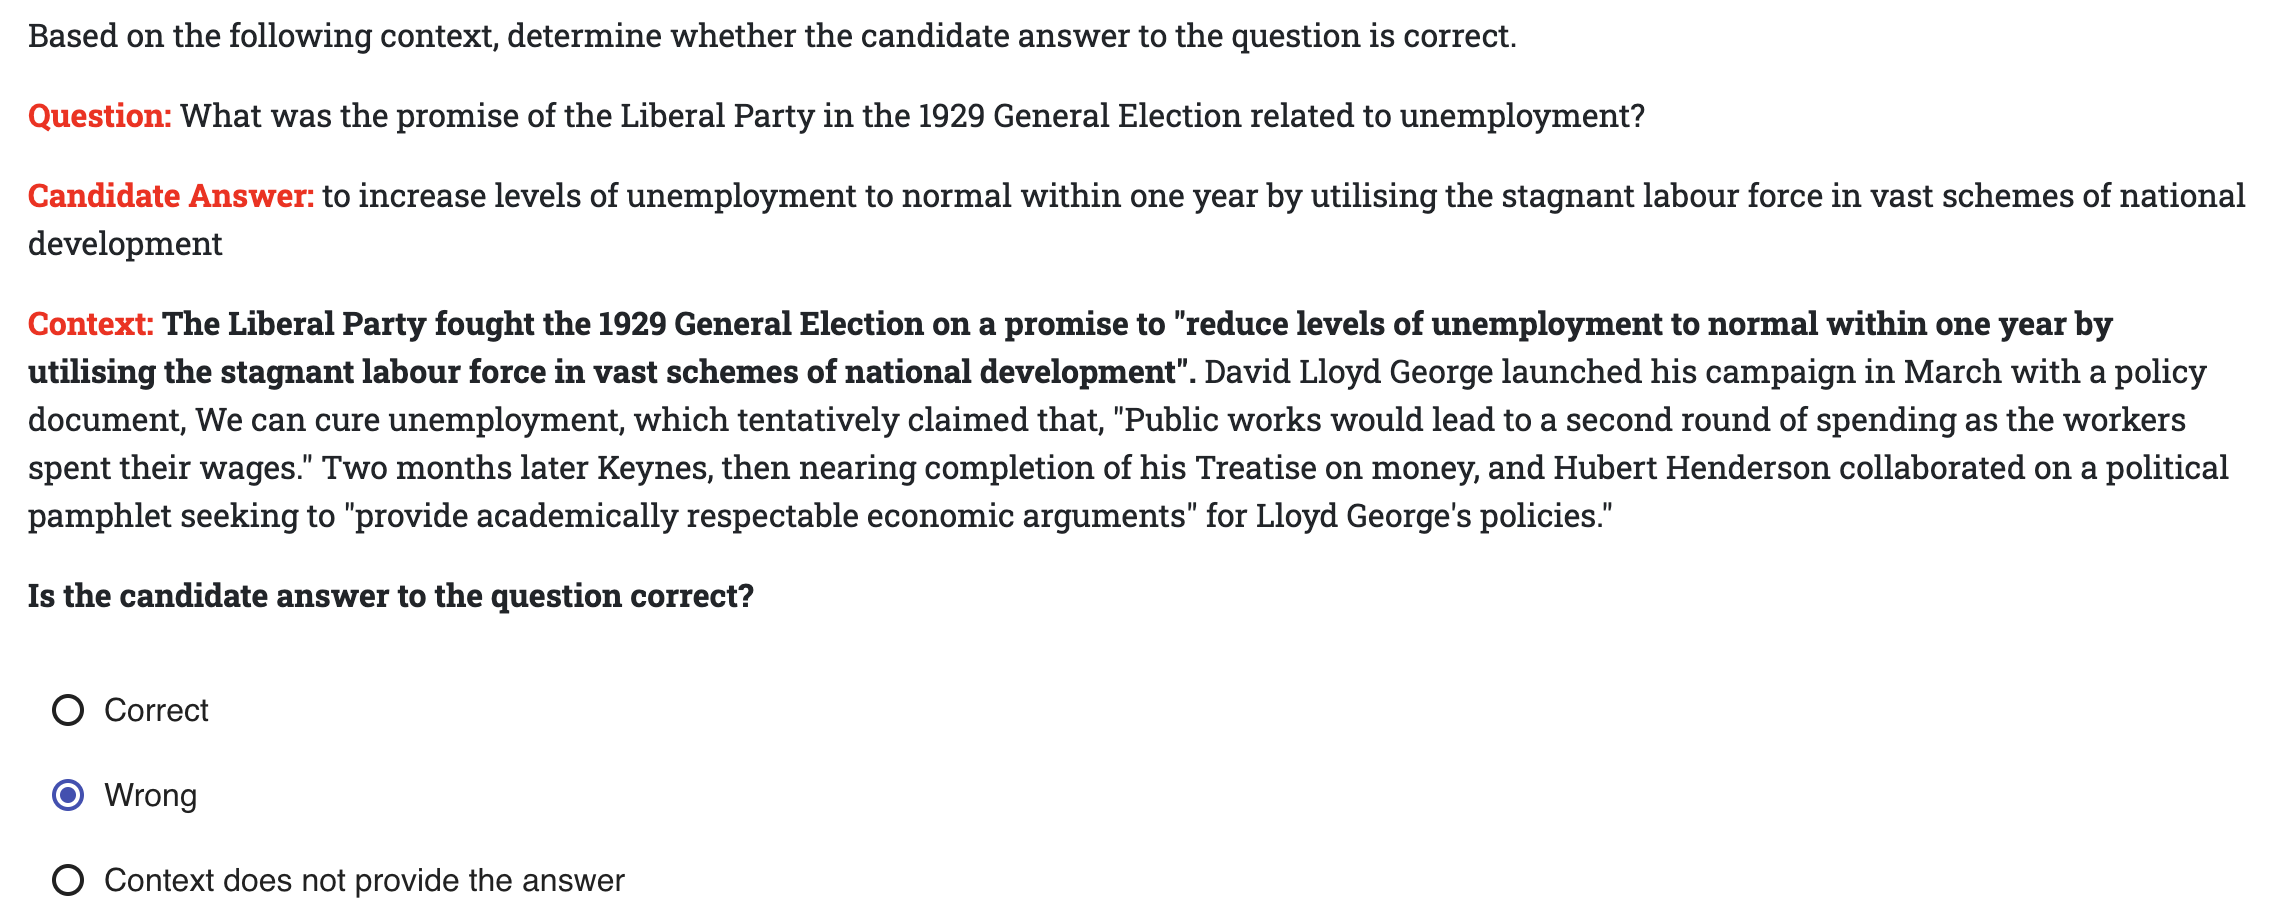 Based on the following context, determine whether the candidate answer to the question is correct.
Question: What was the promise of the Liberal Party in the 1929 General Election related to unemployment?
Candidate Answer: to increase levels of unemployment to normal within one year by utilising the stagnant labour force in vast schemes of national
development
Context: The Liberal Party fought the 1929 General Election on a promise to "reduce levels of unemployment to normal within one year by
utilising the stagnant labour force in vast schemes of national development". David Lloyd George launched his campaign in March with a policy
document, We can cure unemployment, which tentatively claimed that, "Public works would lead to a second round of spending as the workers
spent their wages." Two months later Keynes, then nearing completion of his Treatise on money, and Hubert Henderson collaborated on a political
pamphlet seeking to "provide academically respectable economic arguments" for Lloyd George's policies."
Is the candidate answer to the question correct?
Correct
Wrong
Context does not provide the answer